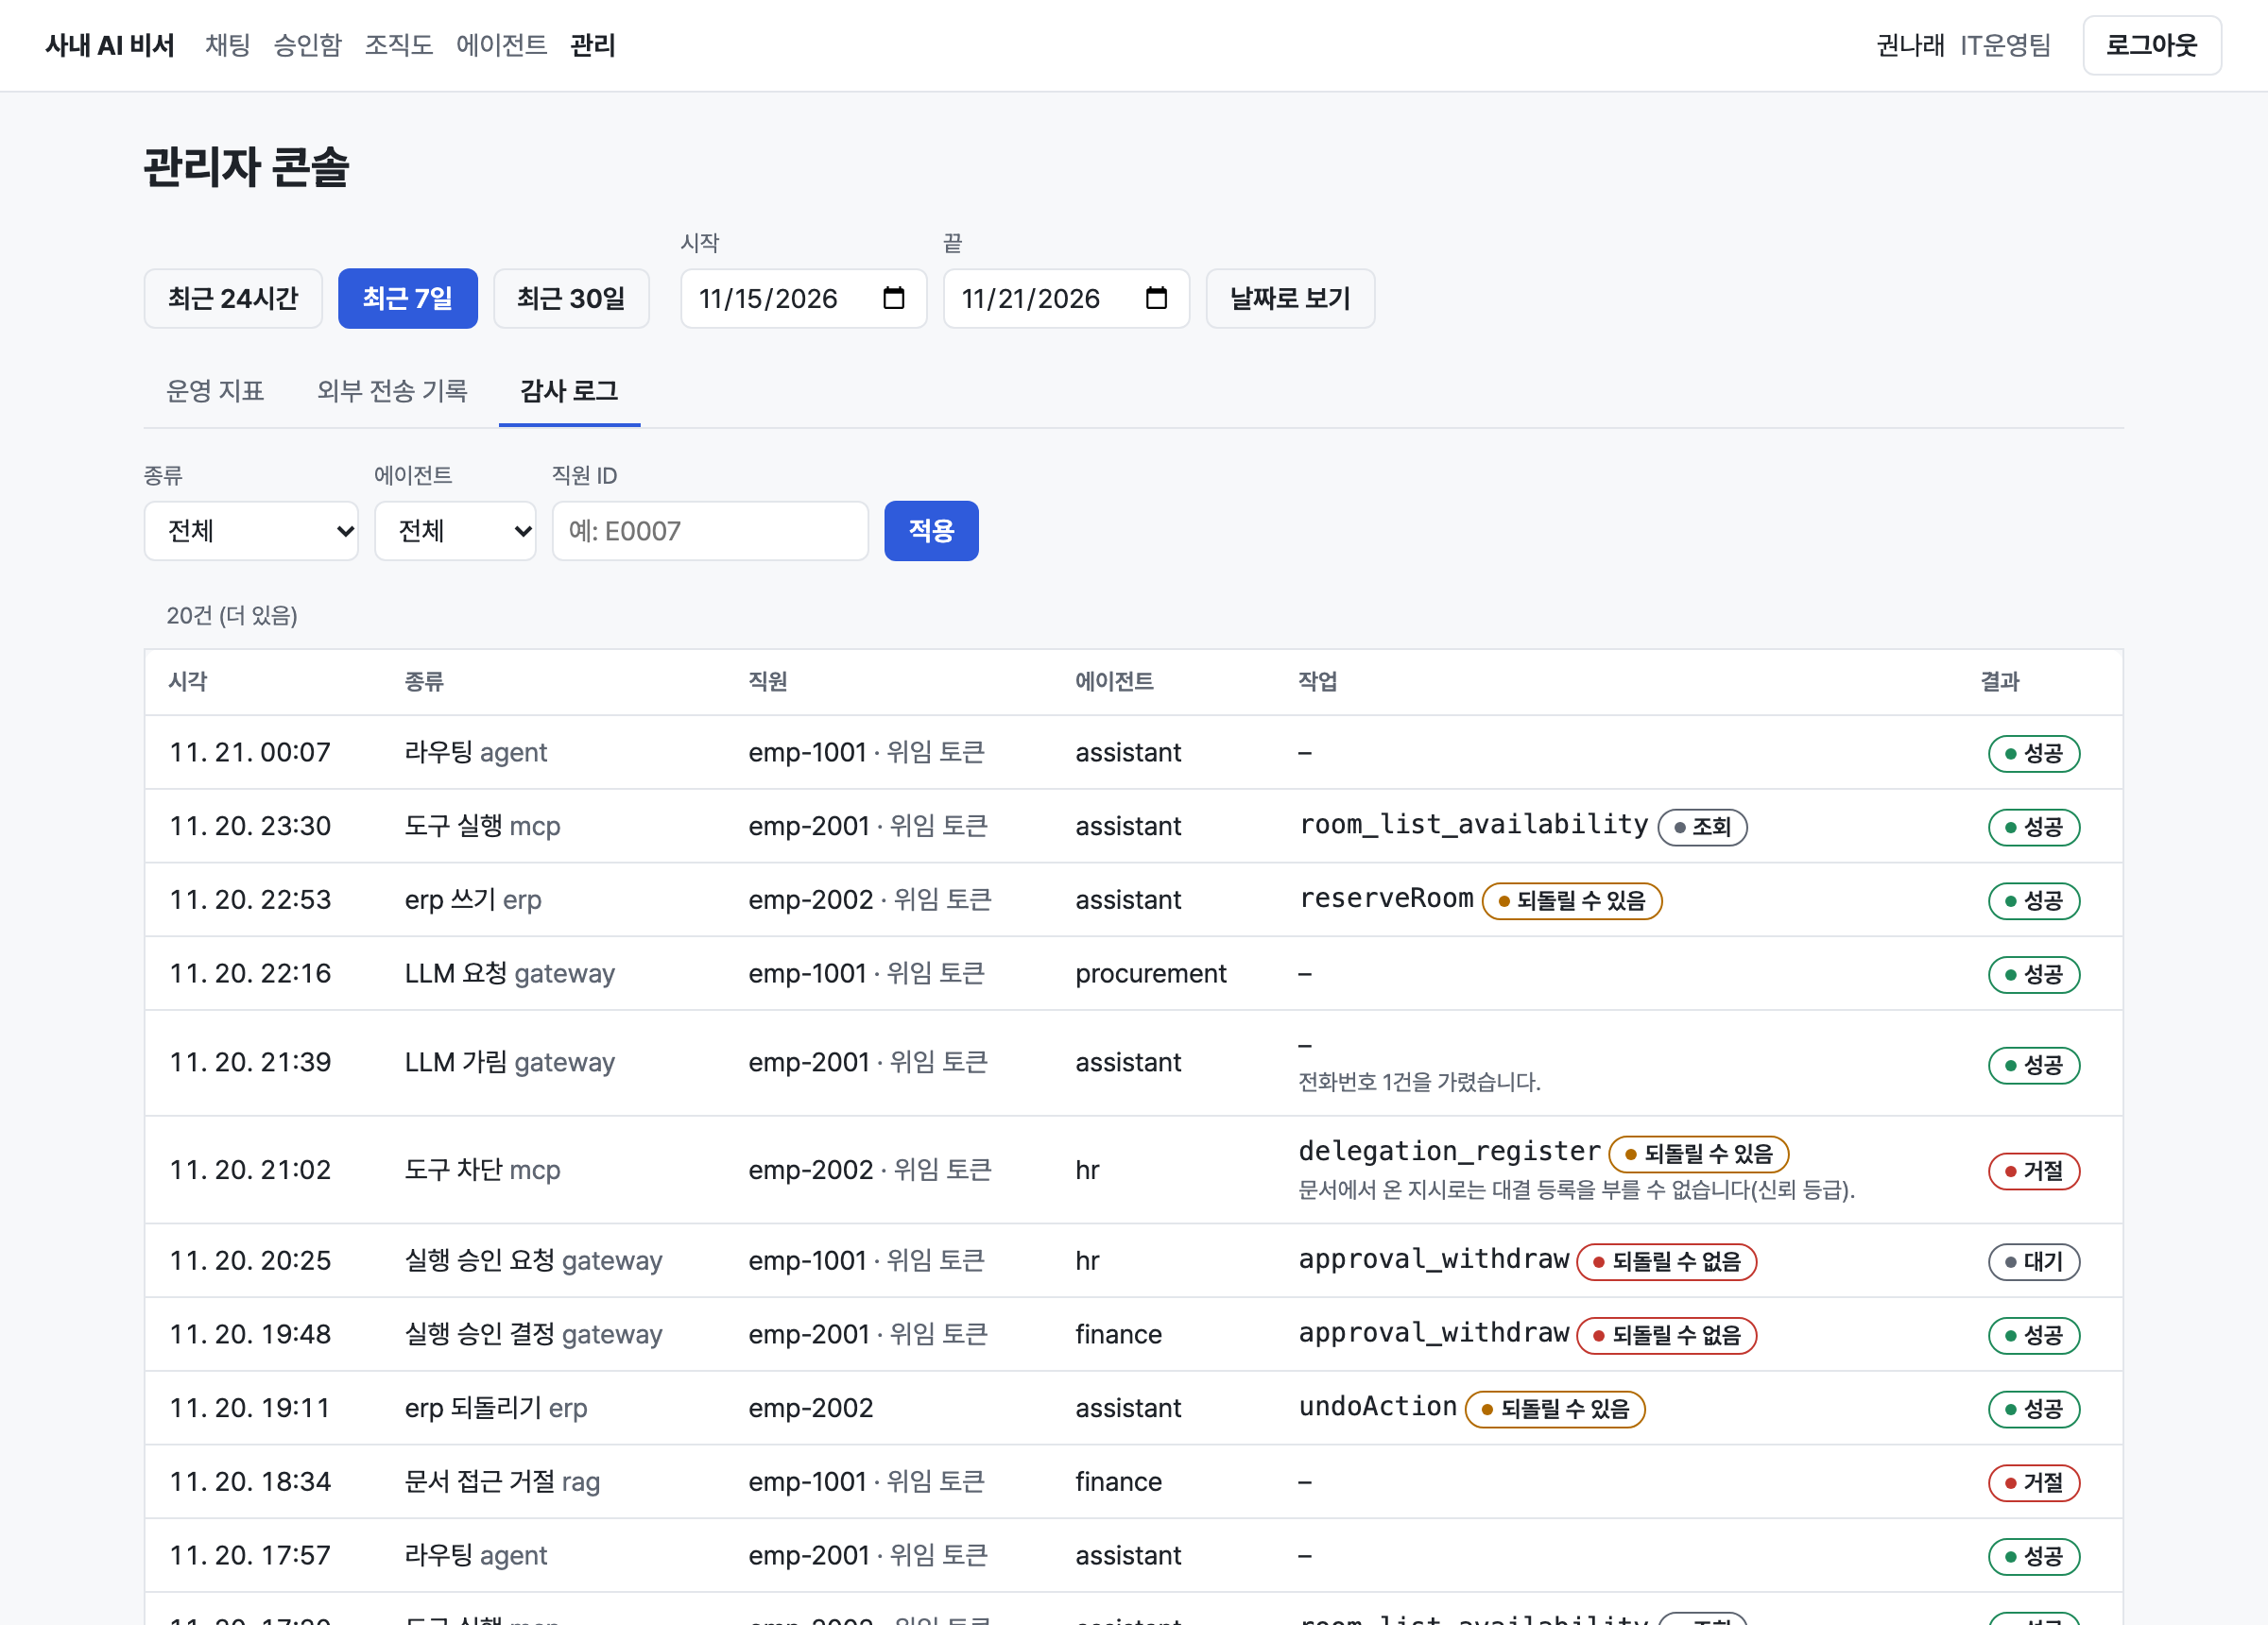 사내 AI 비서 채팅 승인함 조직도 에이전트 관리 권나래 IT운영팀 로그아웃
관리자 콘솔
시작 끝
최근 24시간 최근 7일 최근 30일 11/15/2026 11/21/2026 날짜로 보기
운영 지표 외부 전송 기록 감사 로그
종류 에이전트 직원 ID
전체 전체 예: E0007 적용
20건 (더 있음)
시각 종류 직원 에이전트 작업 결과
11. 21. 00:07 라우팅 agent emp-1001 · 위임 토큰 assistant – 성공
11. 20. 23:30 도구 실행 mcp emp-2001 · 위임 토큰 assistant room_list_availability 조회 성공
11. 20. 22:53 erp 쓰기 erp emp-2002 · 위임 토큰 assistant reserveRoom 되돌릴 수 있음 성공
11. 20. 22:16 LLM 요청 gateway emp-1001 · 위임 토큰 procurement – 성공
11. 20. 21:39 LLM 가림 gateway emp-2001 · 위임 토큰 assistant – 성공
전화번호 1건을 가렸습니다.
11. 20. 21:02 도구 차단 mcp emp-2002 · 위임 토큰 hr delegation_register 되돌릴 수 있음 거절
문서에서 온 지시로는 대결 등록을 부를 수 없습니다(신뢰 등급).
11. 20. 20:25 실행 승인 요청 gateway emp-1001 · 위임 토큰 hr approval_withdraw 되돌릴 수 없음 대기
11. 20. 19:48 실행 승인 결정 gateway emp-2001 · 위임 토큰 finance approval_withdraw 되돌릴 수 없음 성공
11. 20. 19:11 erp 되돌리기 erp emp-2002 assistant undoAction 되돌릴 수 있음 성공
11. 20. 18:34 문서 접근 거절 rag emp-1001 · 위임 토큰 finance – 거절
11. 20. 17:57 라우팅 agent emp-2001 · 위임 토큰 assistant – 성공